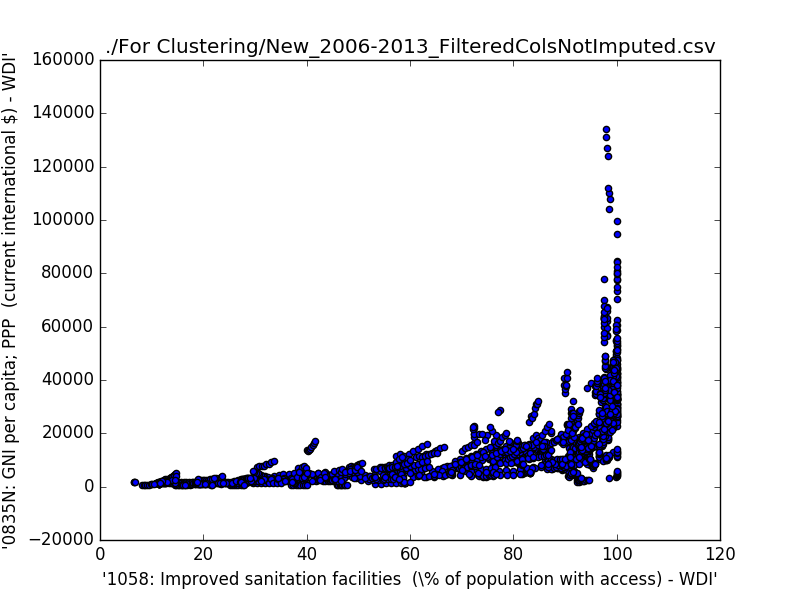 ./For Clustering/New_2006-2013_FilteredColsNotImputed.csv
'0835N: GNI per capita; PPP  (current international $) - WDI'
160000
140000
120000
100000
80000
60000
40000
20000
0
−20000
0 20 40 60 80 100 120
'1058: Improved sanitation facilities  (\% of population with access) - WDI'